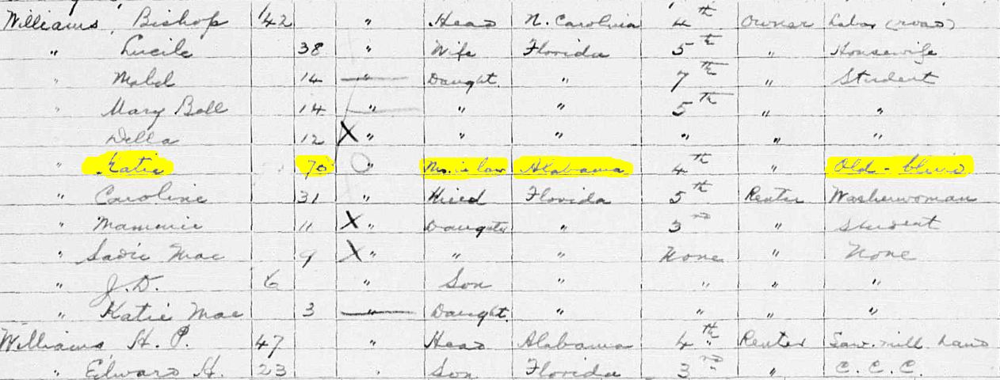 Williams, Bishop 42 " Head N. Carolina 4th Owner Labor (road)
" Lucile 38 " Wife Florida 5th " Housewife
" Mabel 14 " Daught. " 7th " Student
" Mary Bell 14 " " " 5th " "
" Della 12 X " " " " " "
" Katie 70 " Mo. in law Alabama 4th " Old - blind
" Caroline 31 " Hired Florida 5th Renter Washerwoman
" Mammie 11 X " Daughter " 3rd " Student
" Sadie Mae 9 X " " " None " None
" J.D. 6 " Son " " " "
" Katie Mae 3 " Daught. " " " "
Williams H. P. 47 " Head Alabama 4th " Renter Saw. mill hand
" Edward H. 23 " Son Florida 3rd " C.C.C.